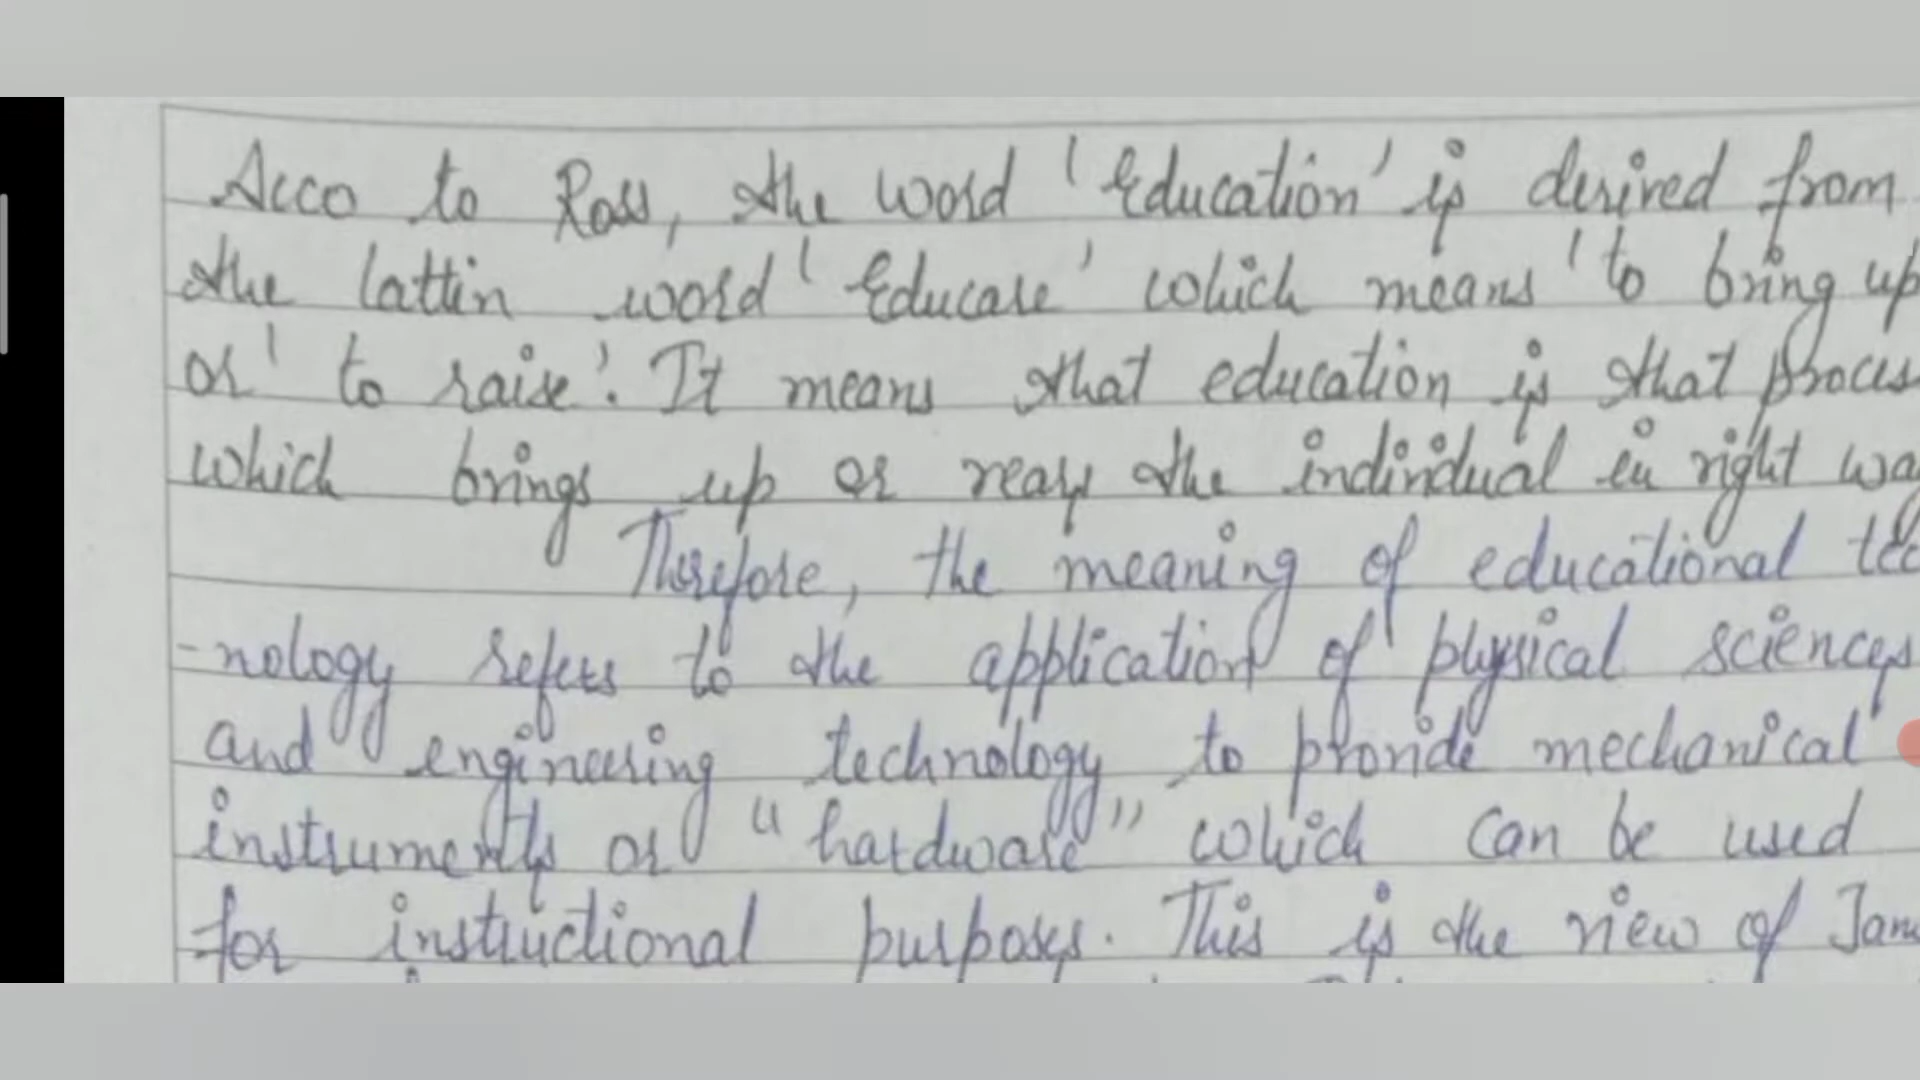 Acco to Ross, the word 'Education' is derived from
the lattin word 'Educare' which means 'to bring up
or 'to raise'. It means that education is that proces
which brings up or rears the individual in right way
Therefore, the meaning of educational tec
-nology refers to the application of physical sciences
and engineering technology to provide mechanical
instruments or "hardware" which can be used
for instructional purposes. This is the view of Jam